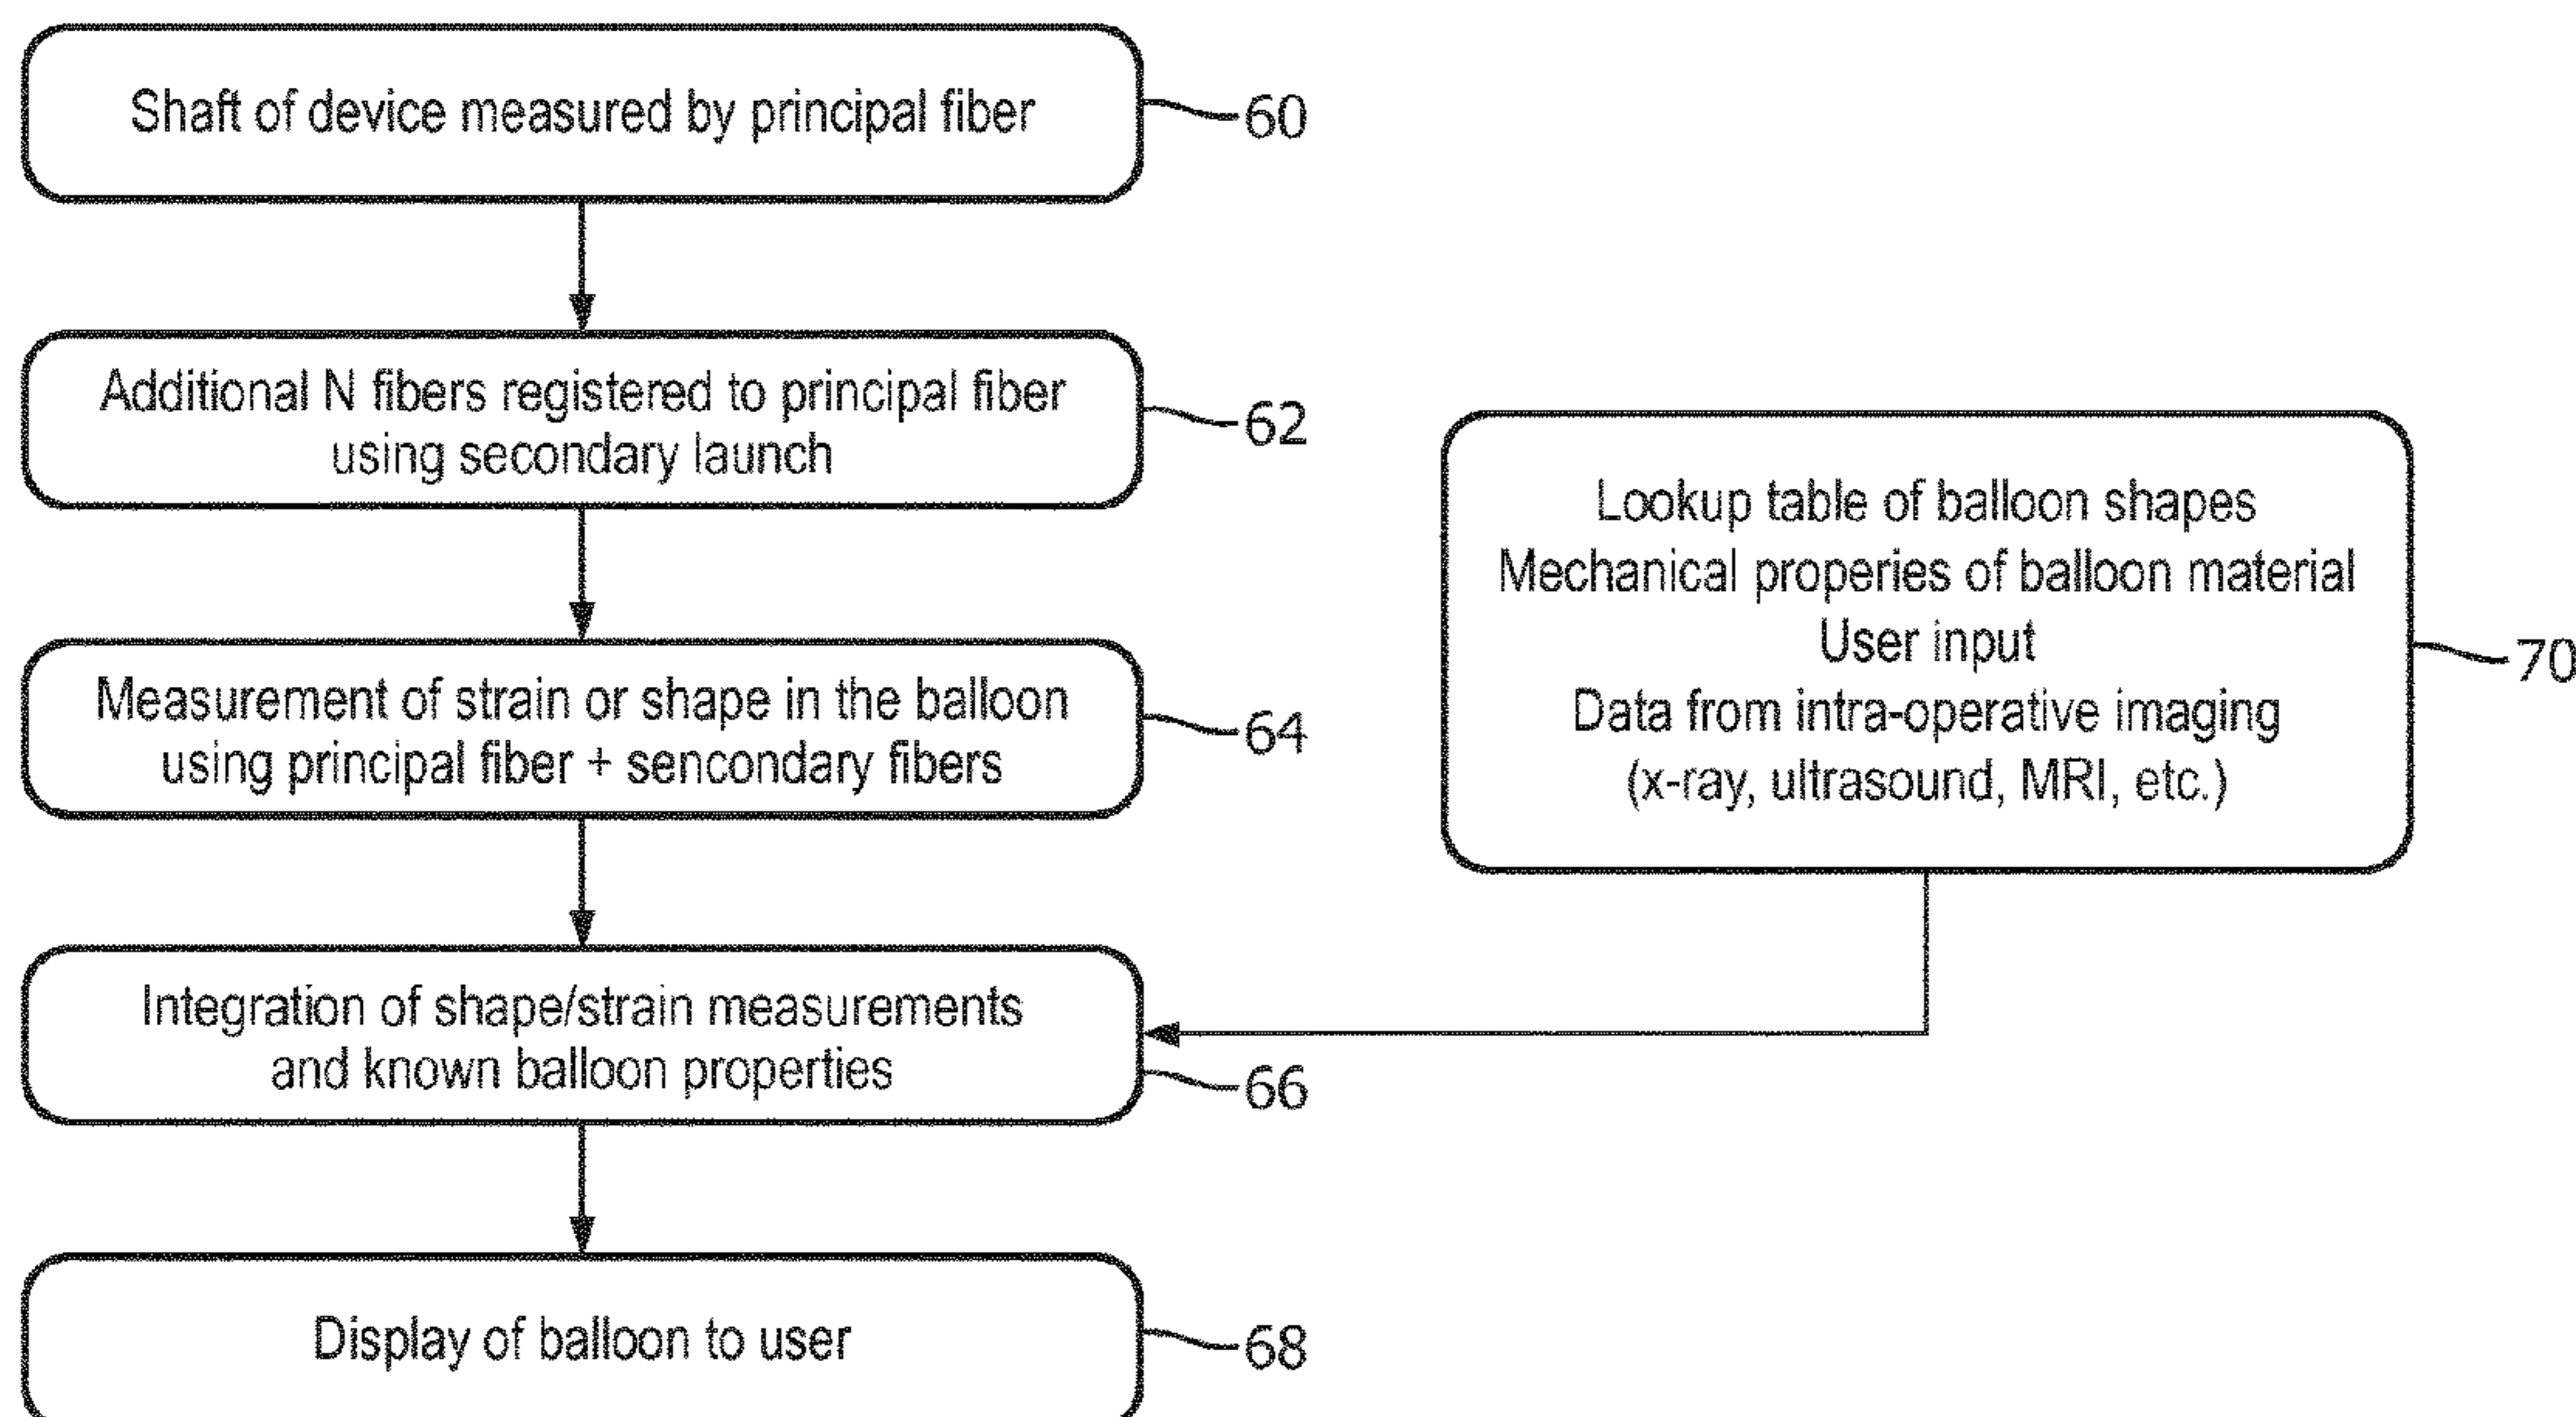 Shaft of device measured by principal fiber
60
Additional N fibers registered to principal fiber
using secondary launch
62
Measurement of strain or shape in the balloon
using principal fiber + sencondary fibers
64
Lookup table of balloon shapes
Mechanical properies of balloon material
User input
Data from intra-operative imaging
(x-ray, ultrasound, MRI, etc.)
70
Integration of shape/strain measurements
and known balloon properties
66
Display of balloon to user
68